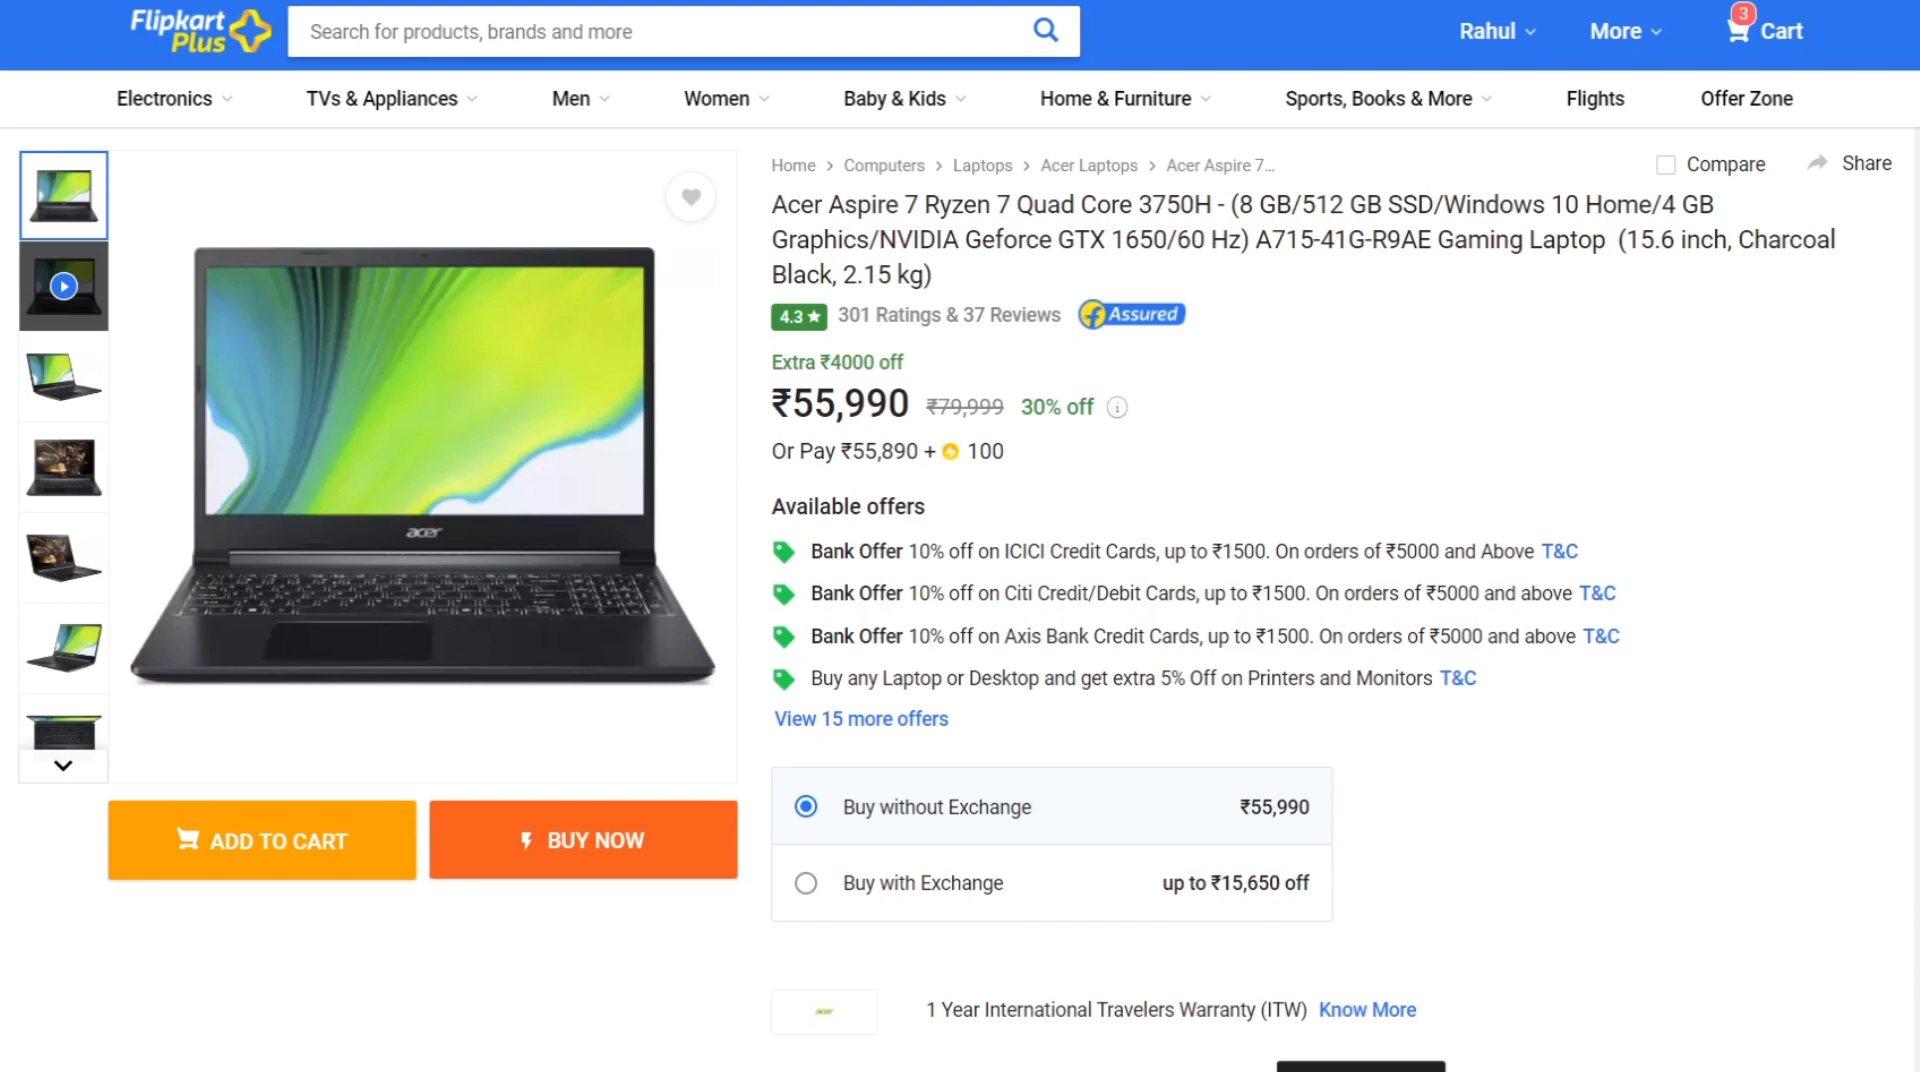 Flipkart
Plus
Search for products, brands and more
Rahul
More
3
Cart
Electronics
TVs & Appliances
Men
Women
Baby & Kids
Home & Furniture
Sports, Books & More
Flights
Offer Zone
Home > Computers > Laptops > Acer Laptops > Acer Aspire 7...
Compare
Share
Acer Aspire 7 Ryzen 7 Quad Core 3750H - (8 GB/512 GB SSD/Windows 10 Home/4 GB
Graphics/NVIDIA Geforce GTX 1650/60 Hz) A715-41G-R9AE Gaming Laptop (15.6 inch, Charcoal
Black, 2.15 kg)
4.3★ 301 Ratings & 37 Reviews Assured
Extra ₹4000 off
₹55,990 ₹79,999 30% off
Or Pay ₹55,890 + 100
Available offers
Bank Offer 10% off on ICICI Credit Cards, up to ₹1500. On orders of ₹5000 and Above T&C
Bank Offer 10% off on Citi Credit/Debit Cards, up to ₹1500. On orders of ₹5000 and above T&C
Bank Offer 10% off on Axis Bank Credit Cards, up to ₹1500. On orders of ₹5000 and above T&C
Buy any Laptop or Desktop and get extra 5% Off on Printers and Monitors T&C
View 15 more offers
acer
ADD TO CART
BUY NOW
Buy without Exchange ₹55,990
Buy with Exchange up to ₹15,650 off
acer
1 Year International Travelers Warranty (ITW) Know More